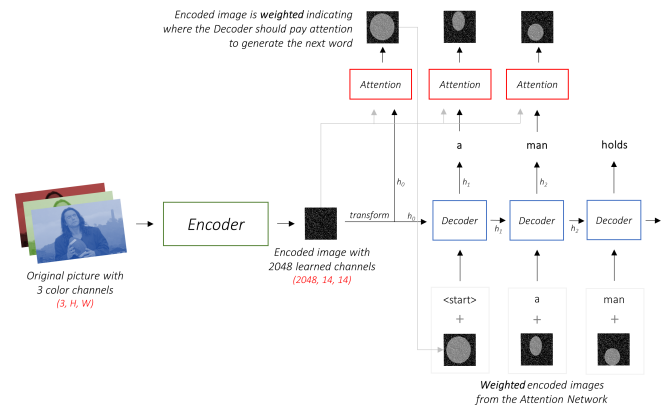 Encoded image is weighted indicating
where the Decoder should pay attention
to generate the next word
Attention
Attention
Attention
a
man
holds
h0
h1
h2
Encoder
transform
h0
Decoder
h1
Decoder
h2
Decoder
Original picture with
3 color channels
(3, H, W)
Encoded image with
2048 learned channels
(2048, 14, 14)
<start>
a
man
+
+
+
Weighted encoded images
from the Attention Network